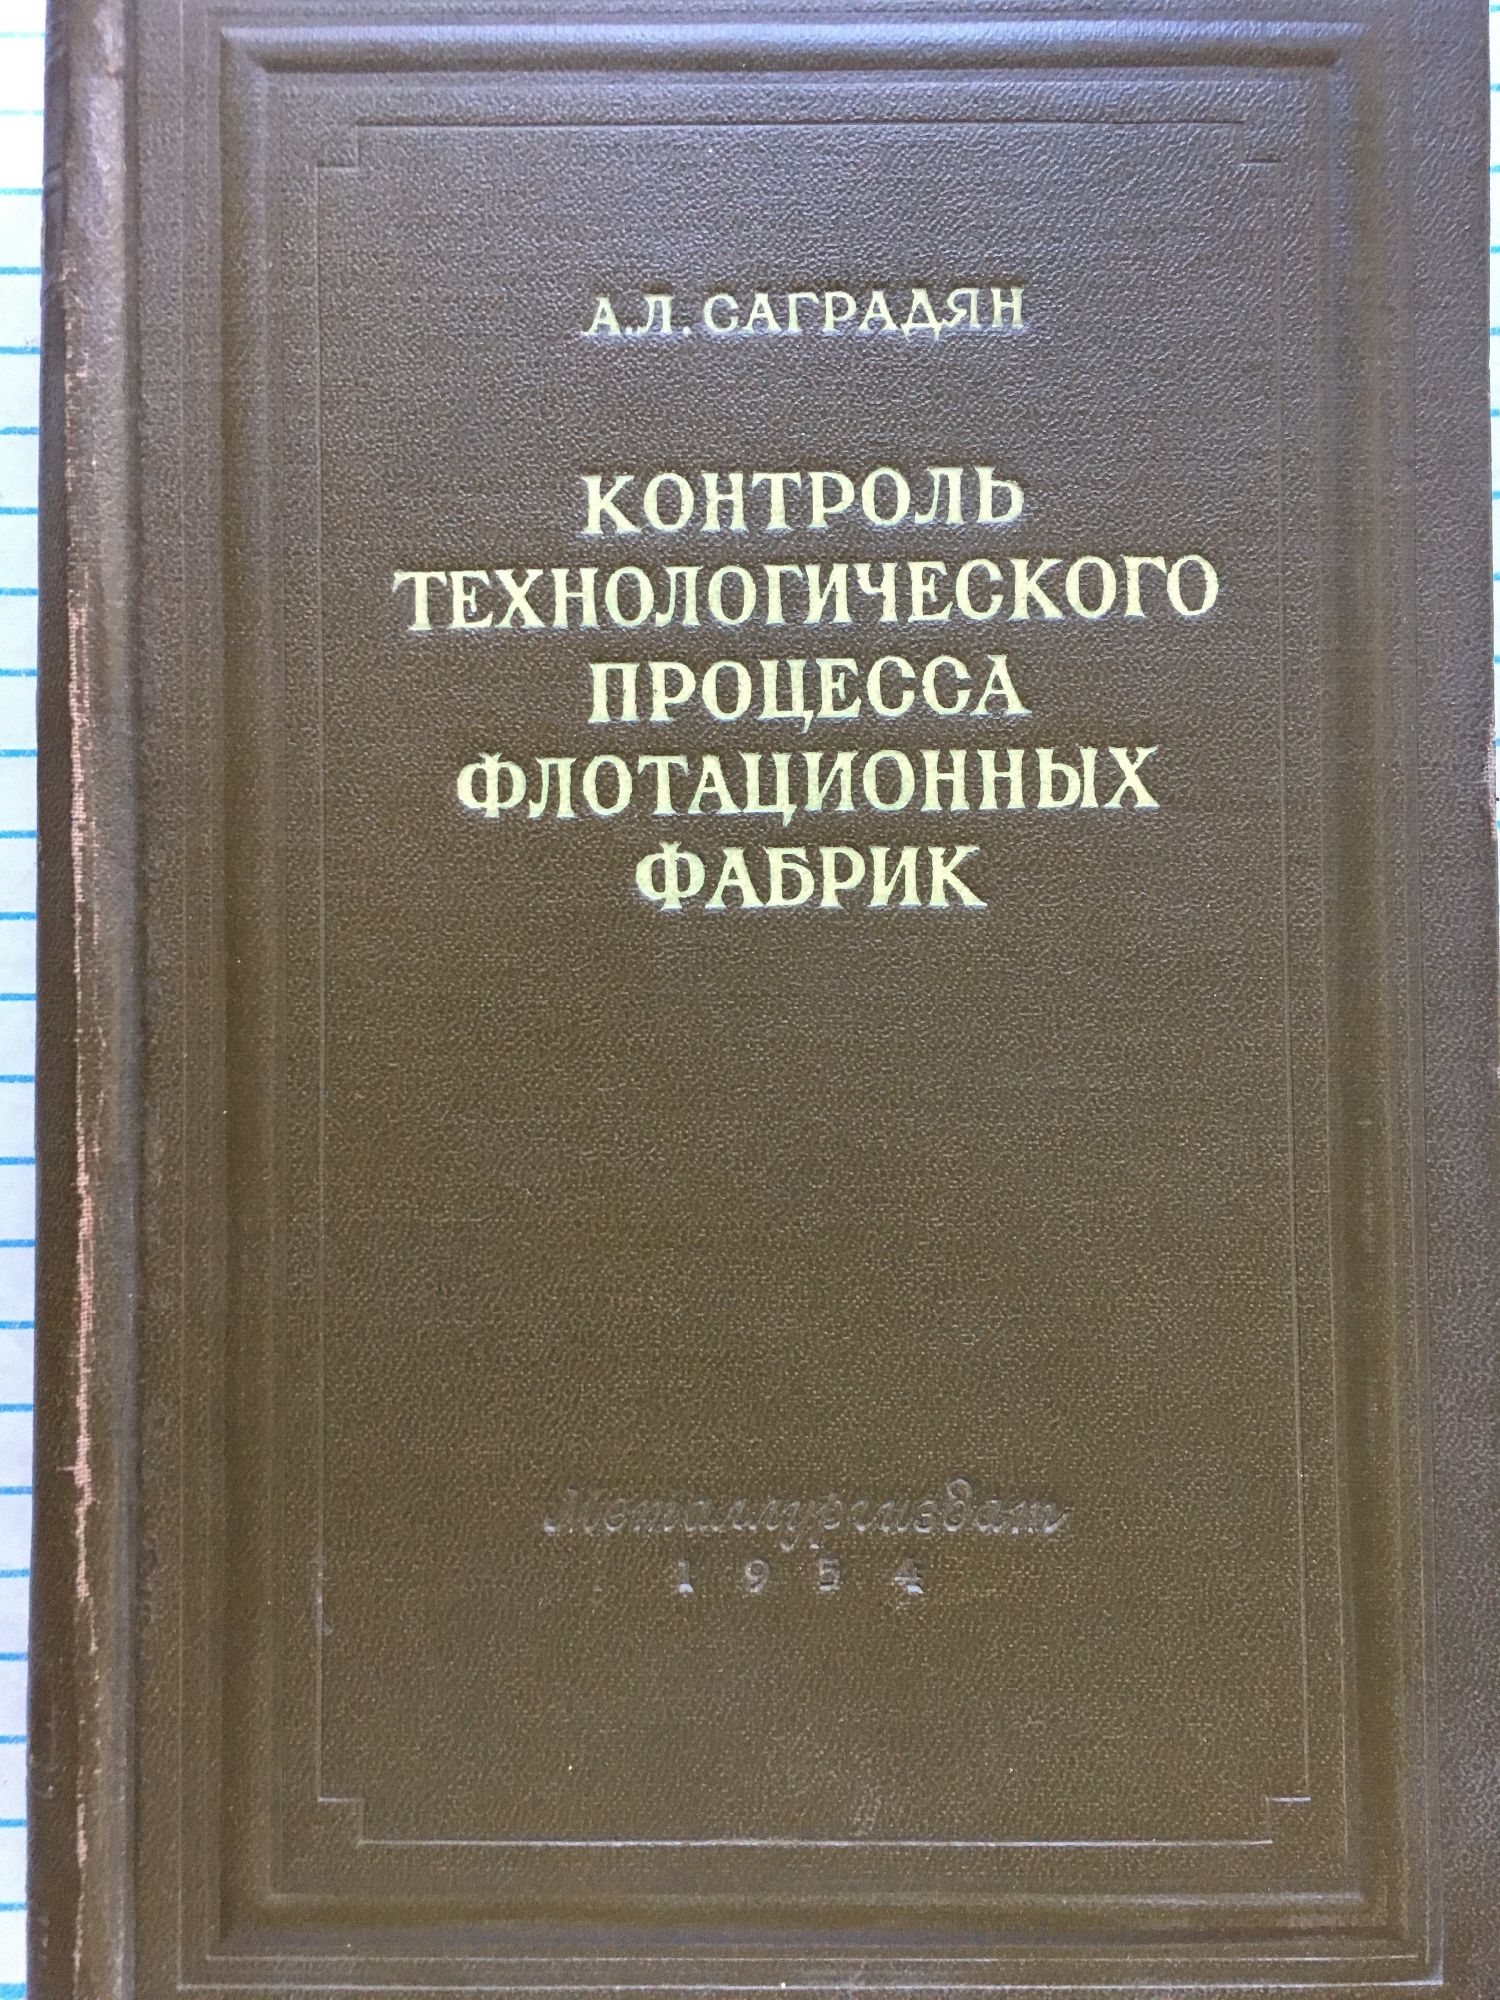 А.Л. САГРАДЯН
КОНТРОЛЬ
ТЕХНОЛОГИЧЕСКОГО
ПРОЦЕССА
ФЛОТАЦИОННЫХ
ФАБРИК
Металлургиздат
1954